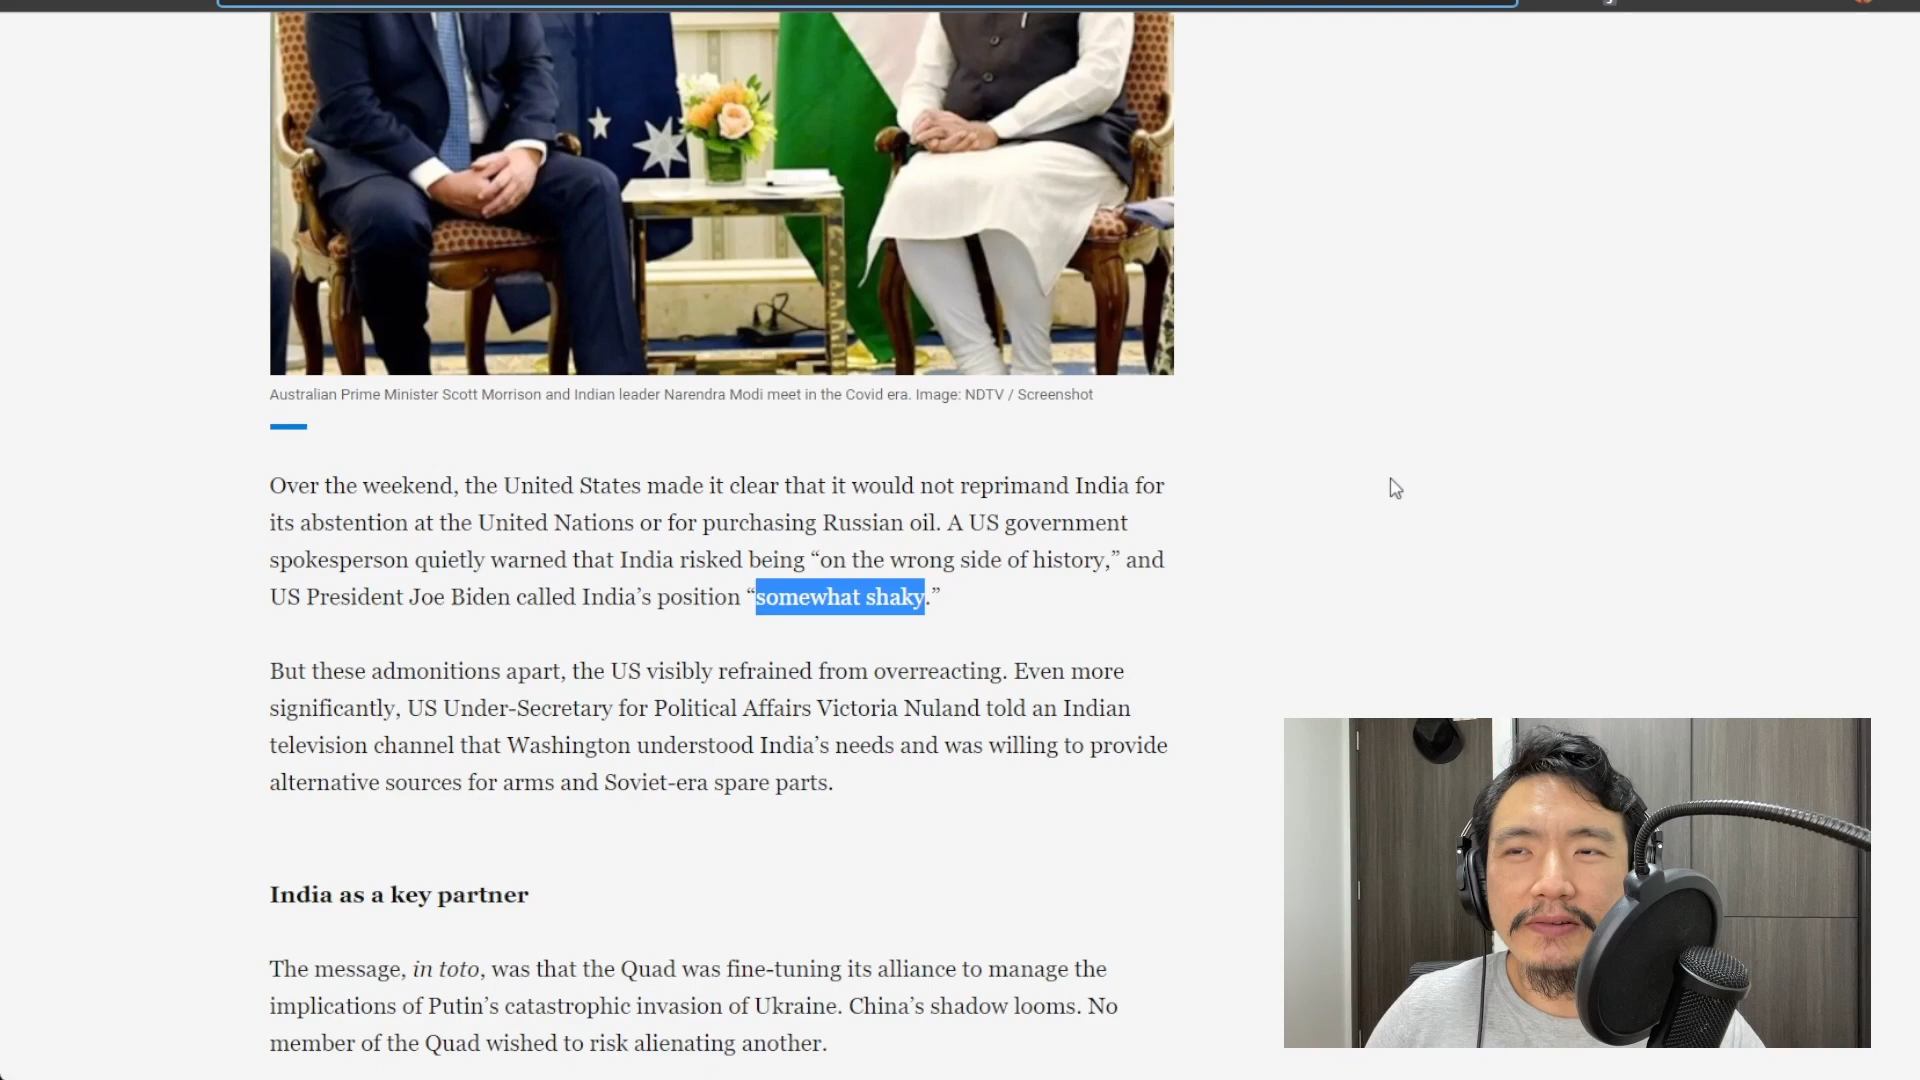 Australian Prime Minister Scott Morrison and Indian leader Narendra Modi meet in the Covid era. Image: NDTV / Screenshot
Over the weekend, the United States made it clear that it would not reprimand India for
its abstention at the United Nations or for purchasing Russian oil. A US government
spokesperson quietly warned that India risked being “on the wrong side of history,” and
US President Joe Biden called India’s position “somewhat shaky.”
But these admonitions apart, the US visibly refrained from overreacting. Even more
significantly, US Under-Secretary for Political Affairs Victoria Nuland told an Indian
television channel that Washington understood India’s needs and was willing to provide
alternative sources for arms and Soviet-era spare parts.
India as a key partner
The message, in toto, was that the Quad was fine-tuning its alliance to manage the
implications of Putin’s catastrophic invasion of Ukraine. China’s shadow looms. No
member of the Quad wished to risk alienating another.